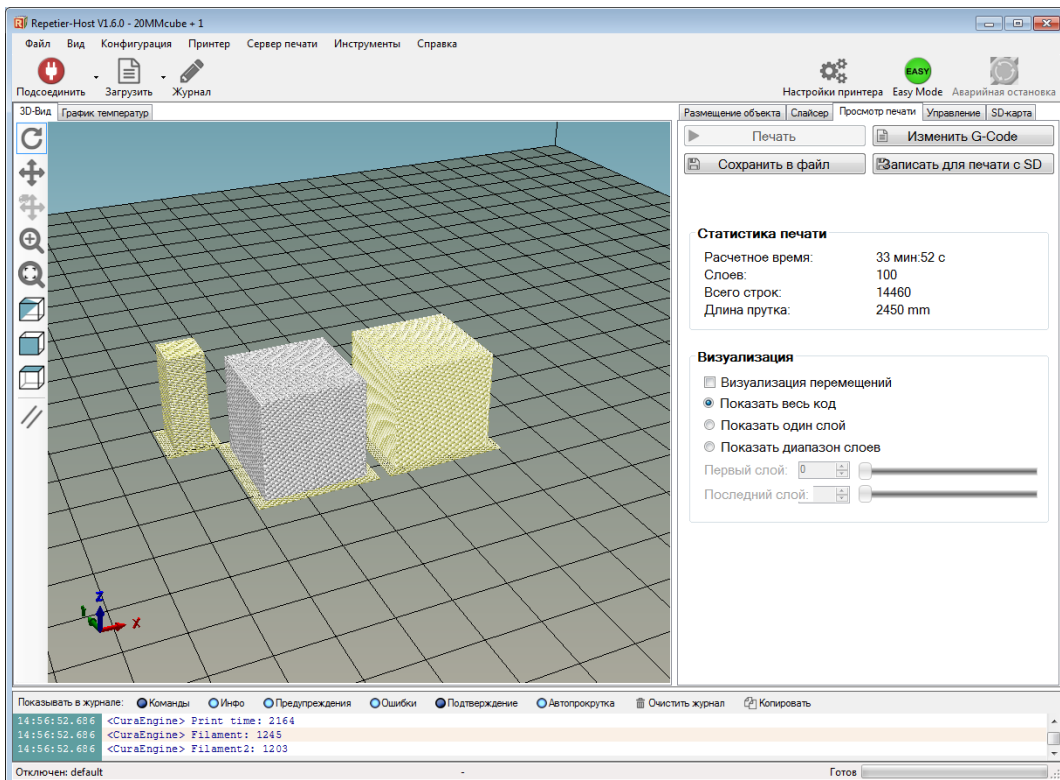 Repetier-Host V1.6.0 - 20MMcube + 1
Файл Вид Конфигурация Принтер Сервер печати Инструменты Справка
Подсоединить Загрузить Журнал Настройки принтера EASY Easy Mode Аварийная остановка
3D-Вид График температур
Размещение объекта Слайсер Просмотр печати Управление SD-карта
Печать Изменить G-Code
Сохранить в файл Записать для печати с SD
Статистика печати
Расчетное время: 33 мин:52 с
Слоев: 100
Всего строк: 14460
Длина прутка: 2450 mm
Визуализация
Визуализация перемещений
Показать весь код
Показать один слой
Показать диапазон слоев
Первый слой: 0
Последний слой:
Z
Y
X
Показывать в журнале: Команды Инфо Предупреждения Ошибки Подтверждение Автопрокрутка Очистить журнал Копировать
14:56:52.686 <CuraEngine> Print time: 2164
14:56:52.686 <CuraEngine> Filament: 1245
14:56:52.686 <CuraEngine> Filament2: 1203
Отключен: default - Готов